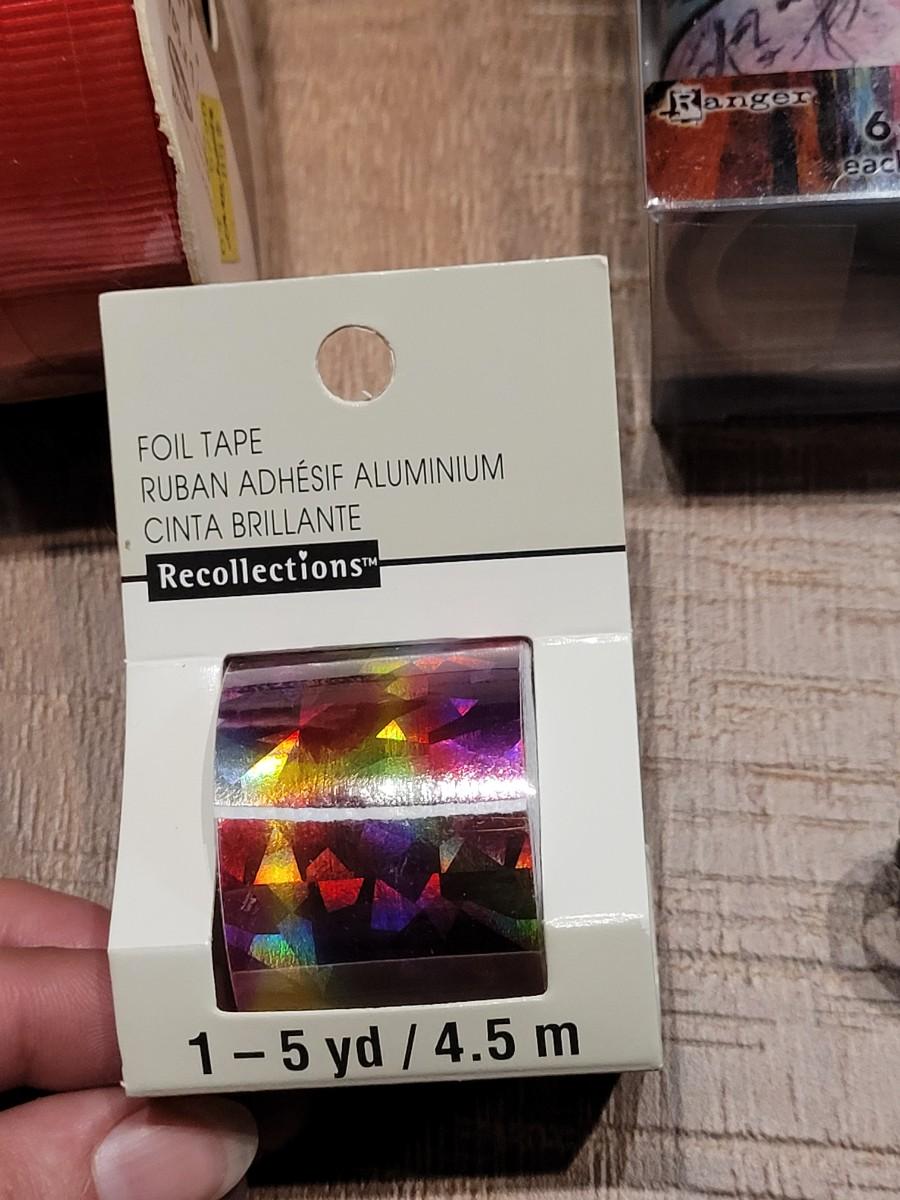 Ranger
6
each
FOIL TAPE
RUBAN ADHÉSIF ALUMINIUM
CINTA BRILLANTE
Recollections™
1 – 5 yd / 4.5 m